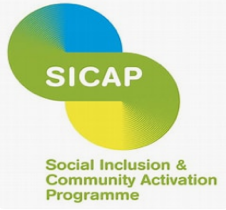 SICAP
Social Inclusion &
Community Activation
Programme